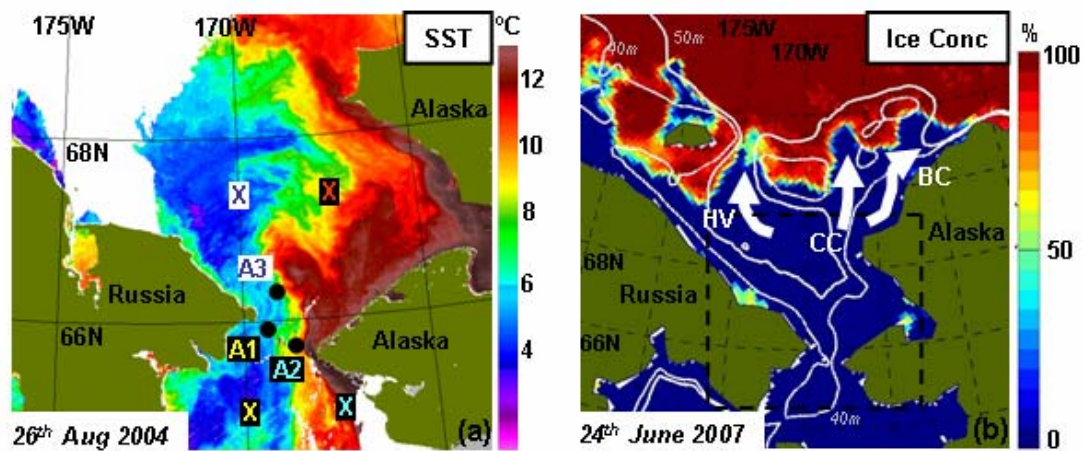 175W
170W
°C
SST
12
Alaska
10
68N
X
X
8
A3
Russia
6
66N
Alaska
4
A1
A2
X
X
26th Aug 2004
(a)
40m
50m
175W
170W
Ice Conc
%
100
BC
HV
CC
Alaska
50
68N
Russia
66N
40m
24th June 2007
(b)
0